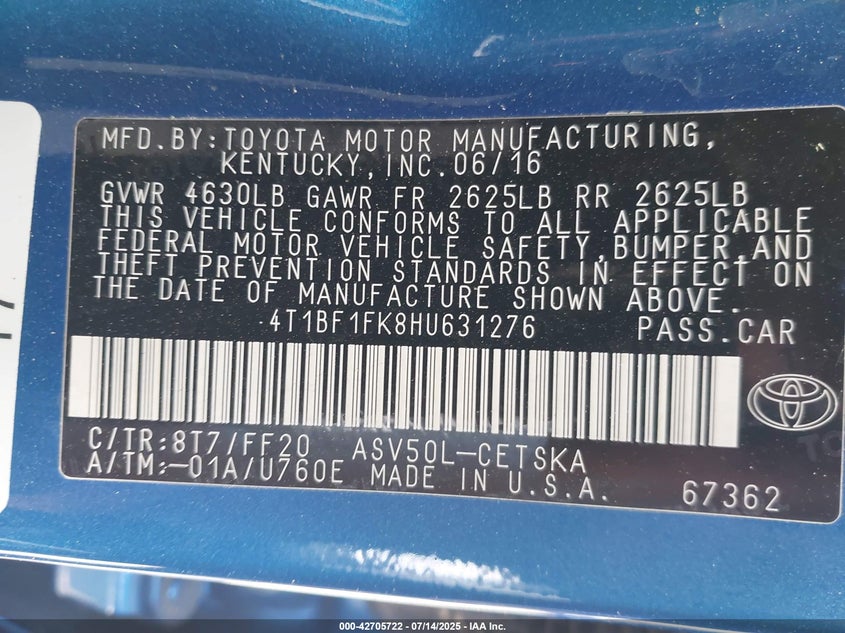 MFD.BY:TOYOTA MOTOR MANUFACTURING,
KENTUCKY,INC.06/16
GVWR 4630LB GAWR FR 2625LB RR 2625LB
THIS VEHICLE CONFORMS TO ALL APPLICABLE
FEDERAL MOTOR VEHICLE SAFETY,BUMPER,AND
THEFT PREVENTION STANDARDS IN EFFECT ON
THE DATE OF MANUFACTURE SHOWN ABOVE.
4T1BF1FK8HU631276 PASS.CAR
C/TR:8T7/FF20 ASV50L-CETSKA
A/TM:-01A/U760E MADE IN U.S.A. 67362
000-42705722 - 07/14/2025 - IAA Inc.